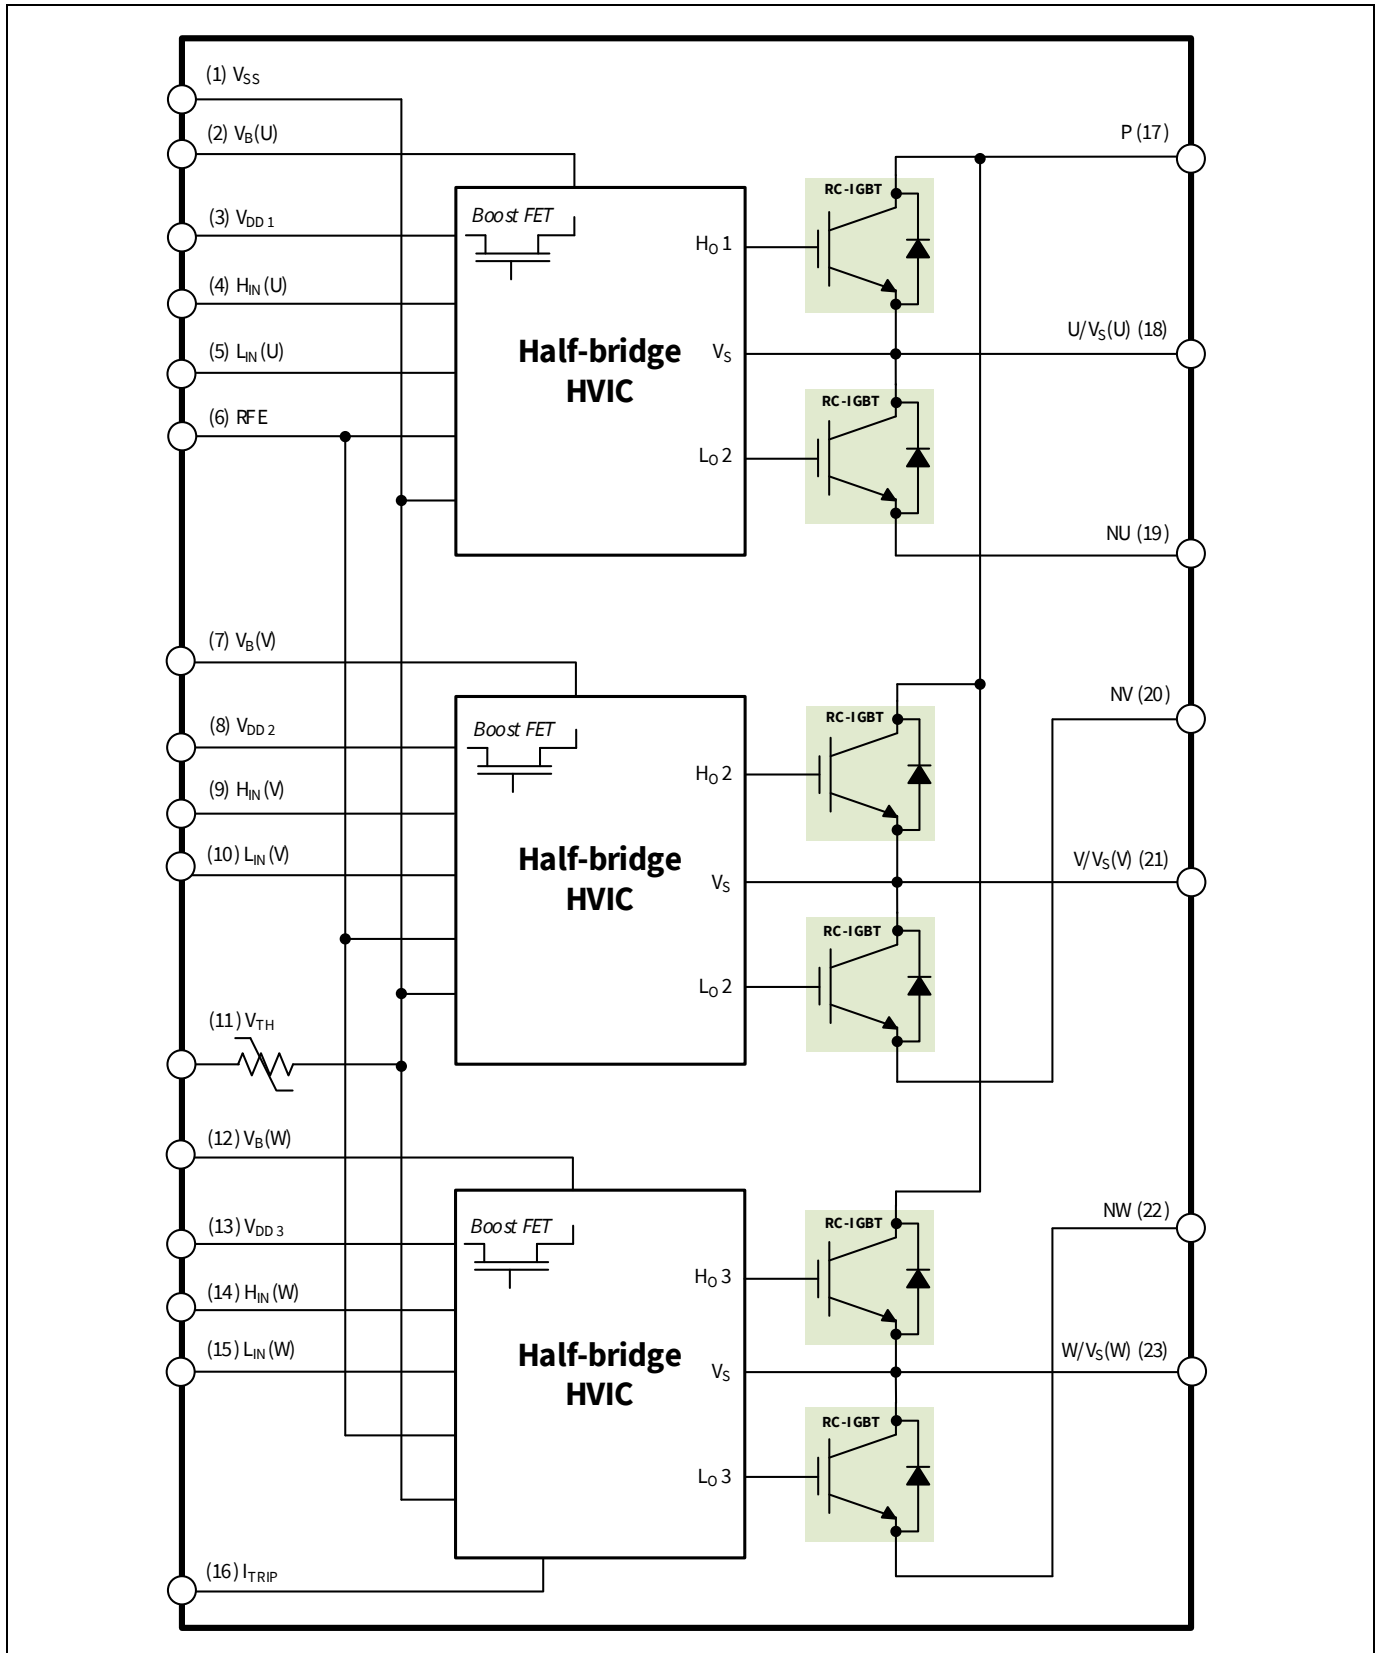 (1) VSS
(2) VB(U)
P (17)
RC-IGBT
Boost FET
(3) VDD 1
HO 1
(4) HIN (U)
U/VS(U) (18)
(5) LIN (U)
Half-bridge
HVIC
VS
RC-IGBT
(6) RFE
LO 2
NU (19)
(7) VB(V)
NV (20)
RC-IGBT
Boost FET
(8) VDD 2
HO 2
(9) HIN (V)
(10) LIN (V)
Half-bridge
HVIC
V/VS(V) (21)
VS
RC-IGBT
LO 2
(11) VTH
(12) VB(W)
NW (22)
RC-IGBT
Boost FET
(13) VDD 3
HO 3
(14) HIN (W)
(15) LIN (W)
Half-bridge
HVIC
W/VS(W) (23)
VS
RC-IGBT
LO 3
(16) ITRIP